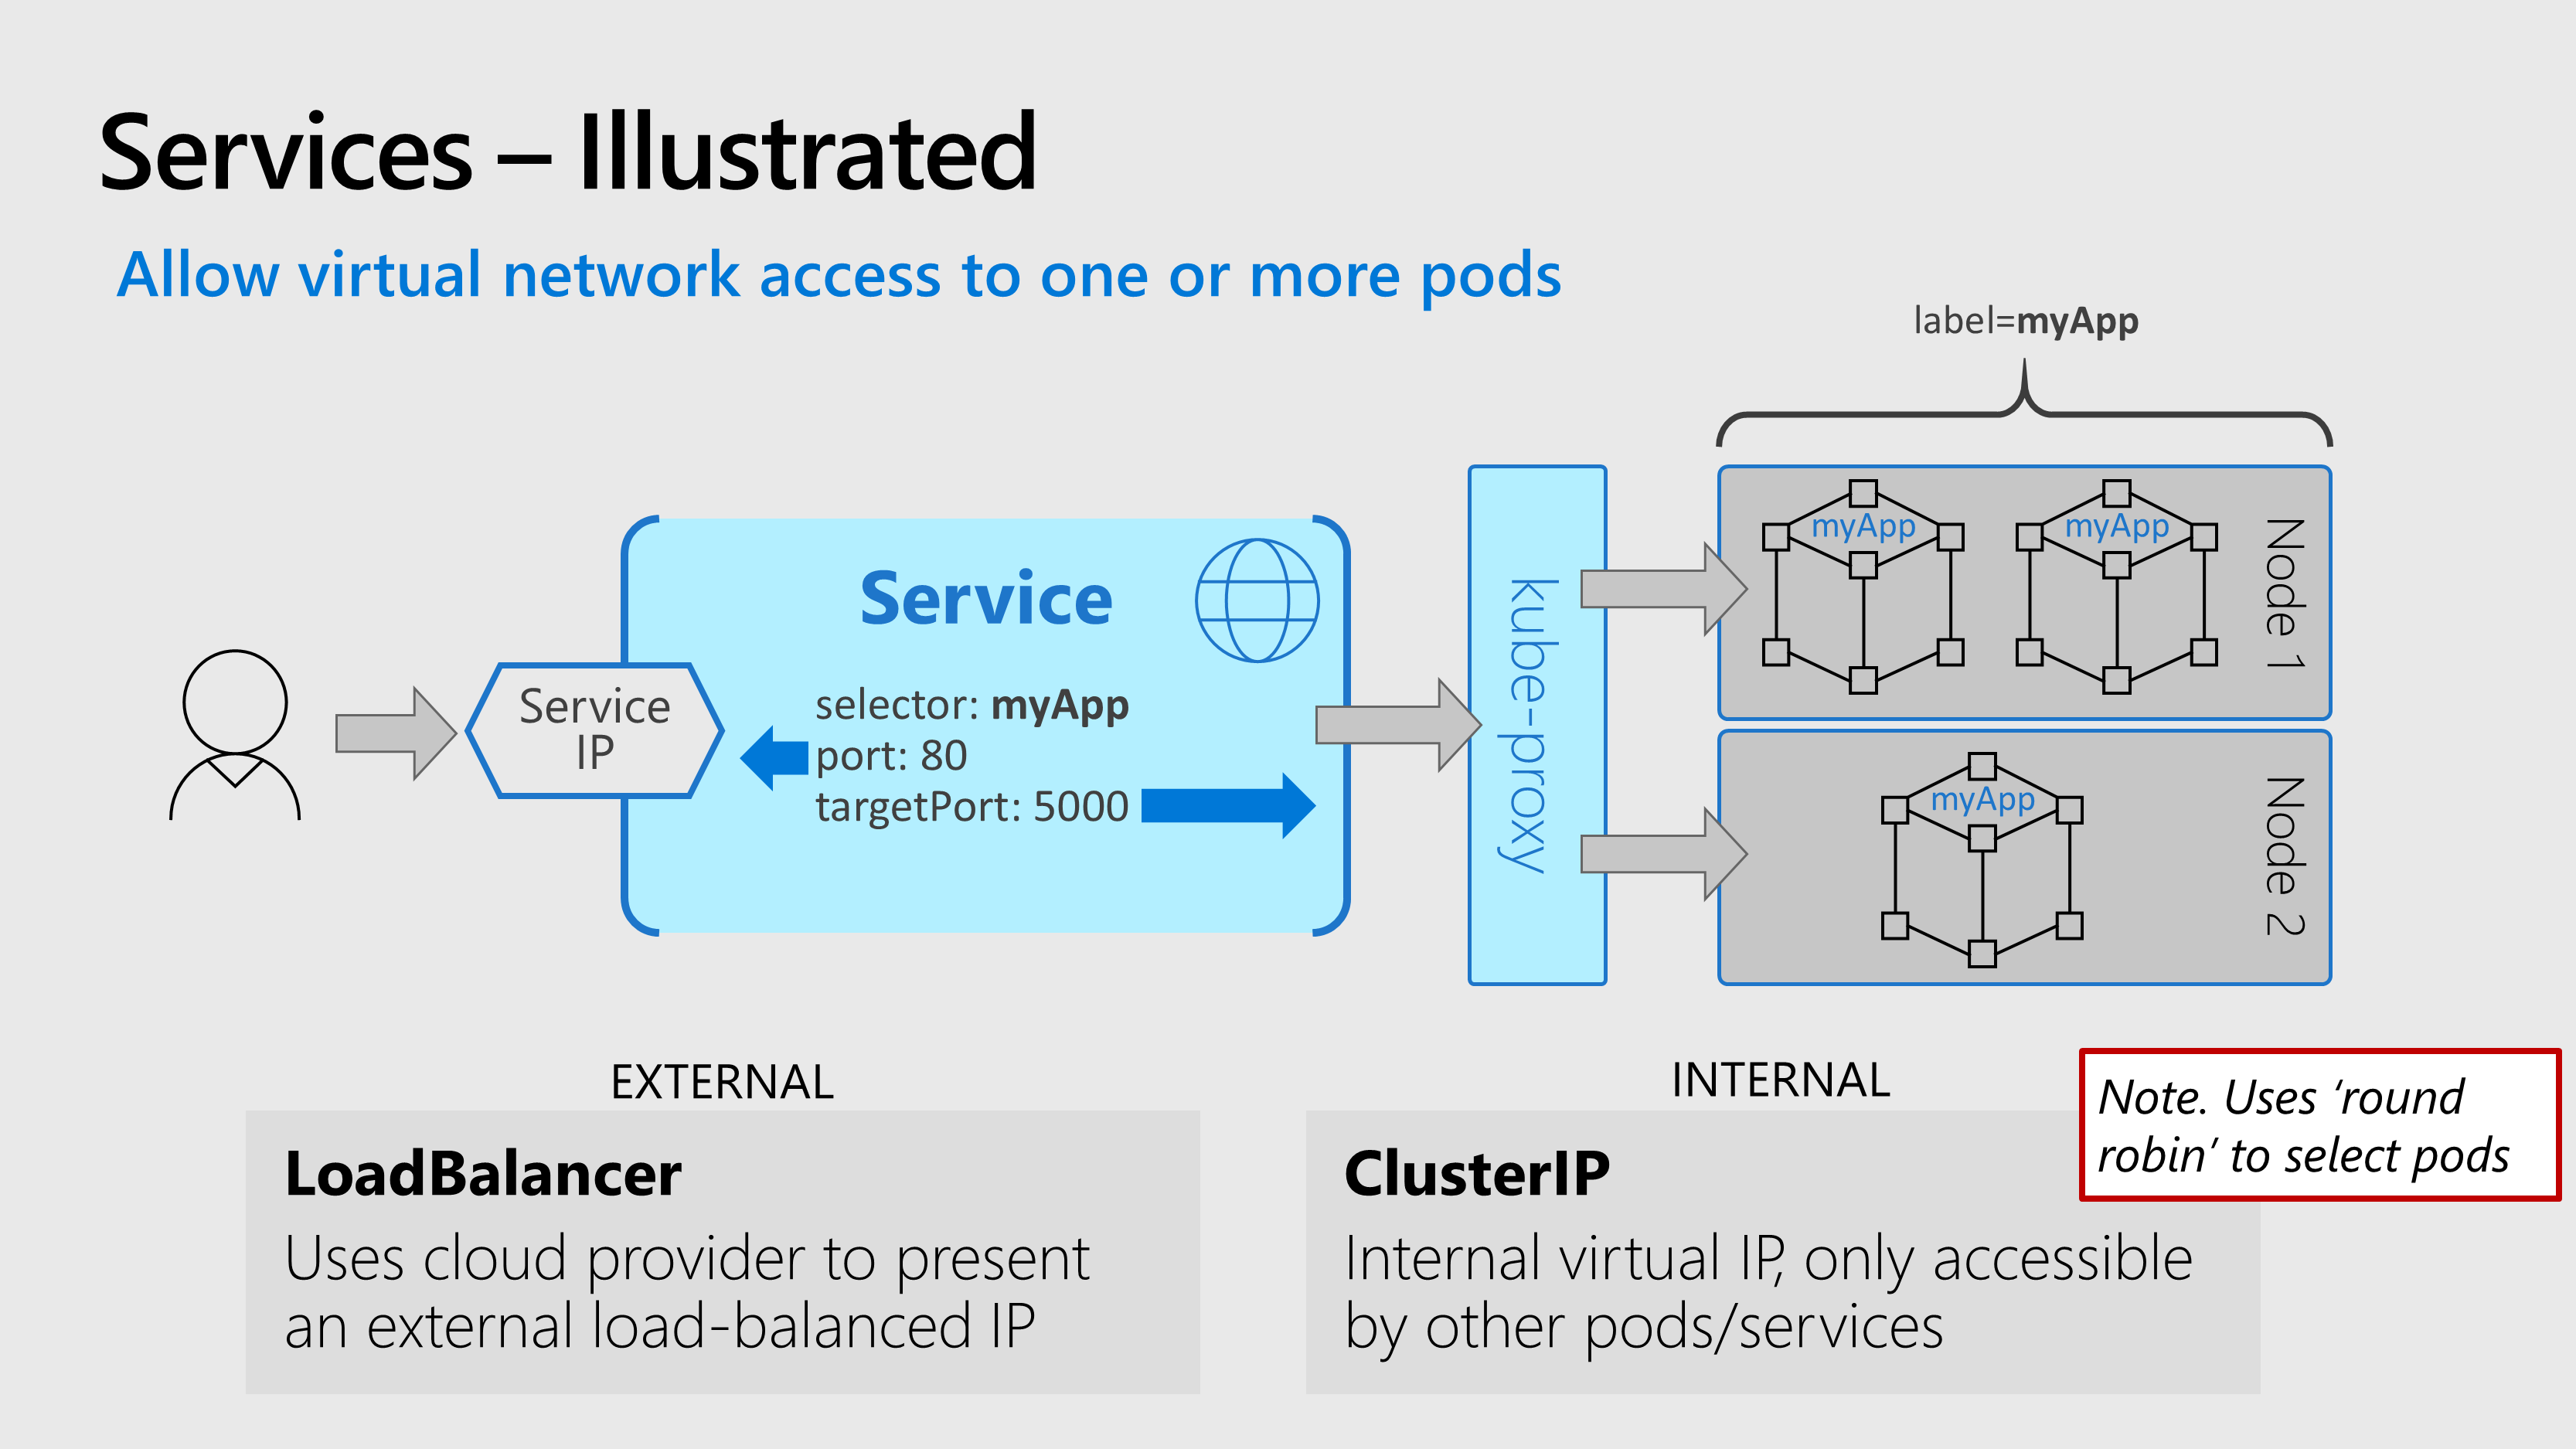 Services – Illustrated
Allow virtual network access to one or more pods
label=myApp
Service
Service
IP
selector: myApp
port: 80
targetPort: 5000
kube-proxy
myApp
myApp
Node 1
myApp
Node 2
EXTERNAL
LoadBalancer
Uses cloud provider to present
an external load-balanced IP
INTERNAL
ClusterIP
Internal virtual IP, only accessible
by other pods/services
Note. Uses ‘round
robin’ to select pods